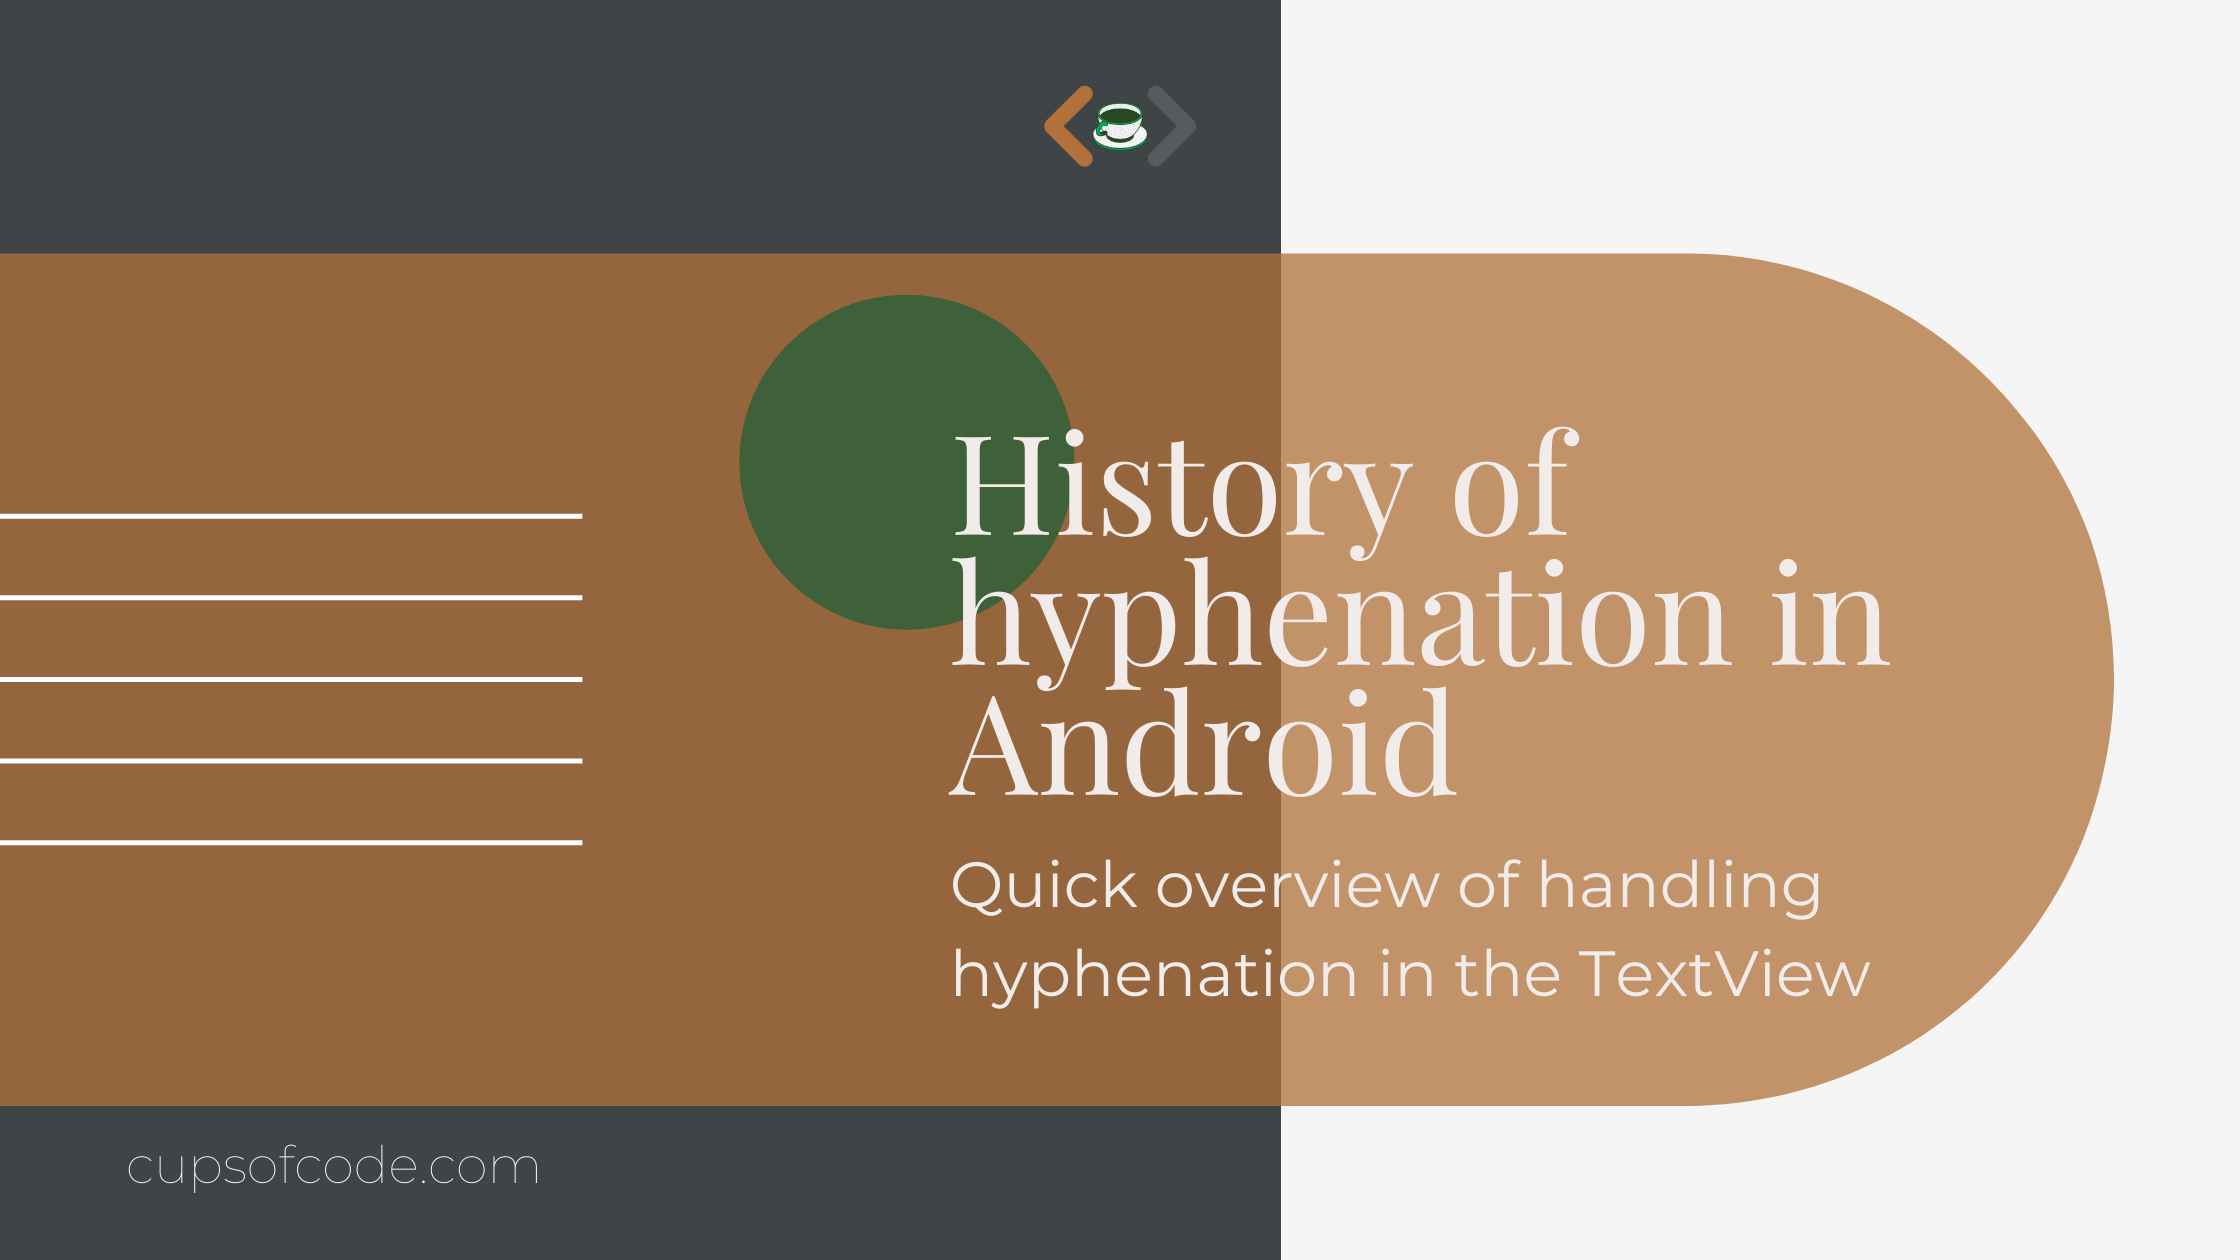 History of
hyphenation in
Android
Quick overview of handling
hyphenation in the TextView
cupsofcode.com